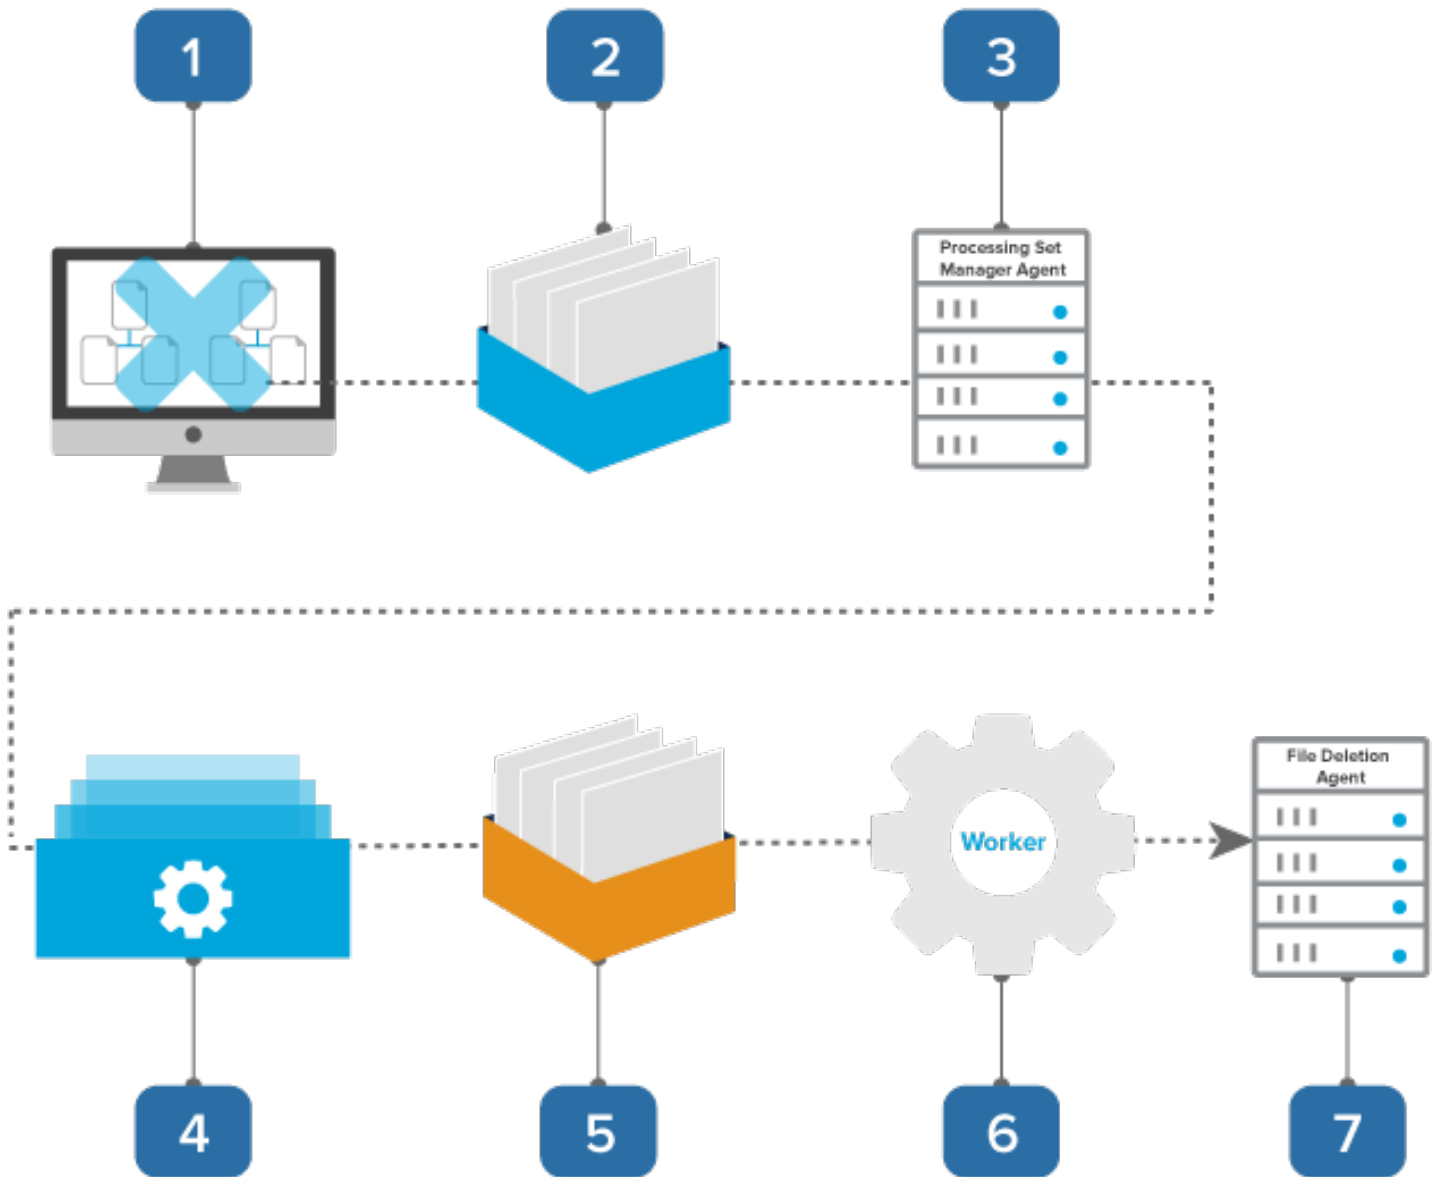 1
2
3
Processing Set
Manager Agent
File Deletion
Agent
Worker
4
5
6
7